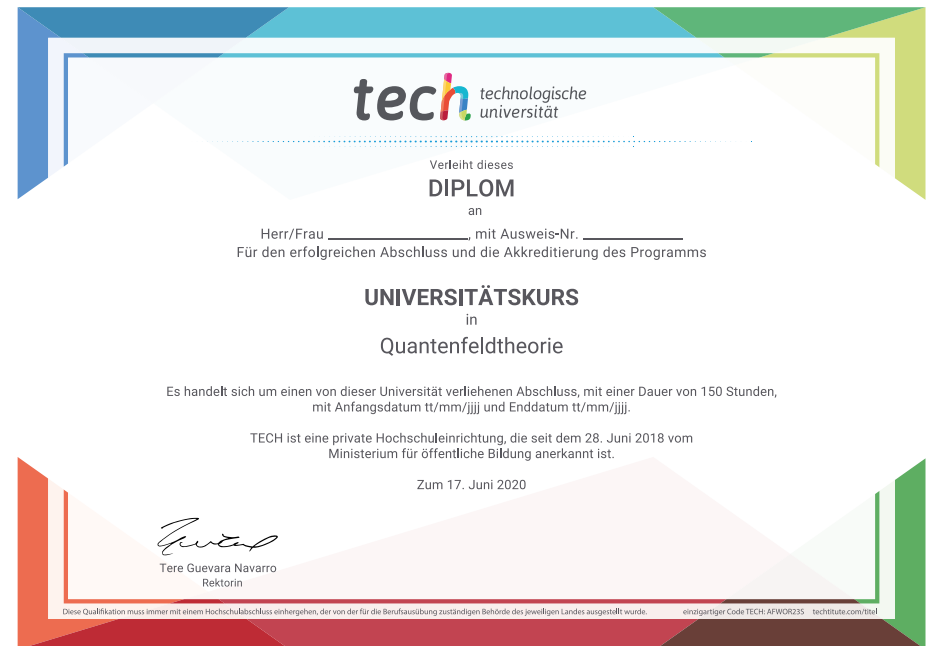 tech technologische
universität
Verleiht dieses
DIPLOM
an
Herr/Frau ____________, mit Ausweis-Nr. ____________
Für den erfolgreichen Abschluss und die Akkreditierung des Programms
UNIVERSITÄTSKURS
in
Quantenfeldtheorie
Es handelt sich um einen von dieser Universität verliehenen Abschluss, mit einer Dauer von 150 Stunden,
mit Anfangsdatum tt/mm/jjjj und Enddatum tt/mm/jjjj.
TECH ist eine private Hochschuleinrichtung, die seit dem 28. Juni 2018 vom
Ministerium für öffentliche Bildung anerkannt ist.
Zum 17. Juni 2020
Tere Guevara Navarro
Rektorin
Diese Qualifikation muss immer mit einem Hochschulabschluss einhergehen, der von der für die Berufsausübung zuständigen Behörde des jeweiligen Landes ausgestellt wurde. einzigartiger Code TECH: AFWOR23S techtitute.com/titel